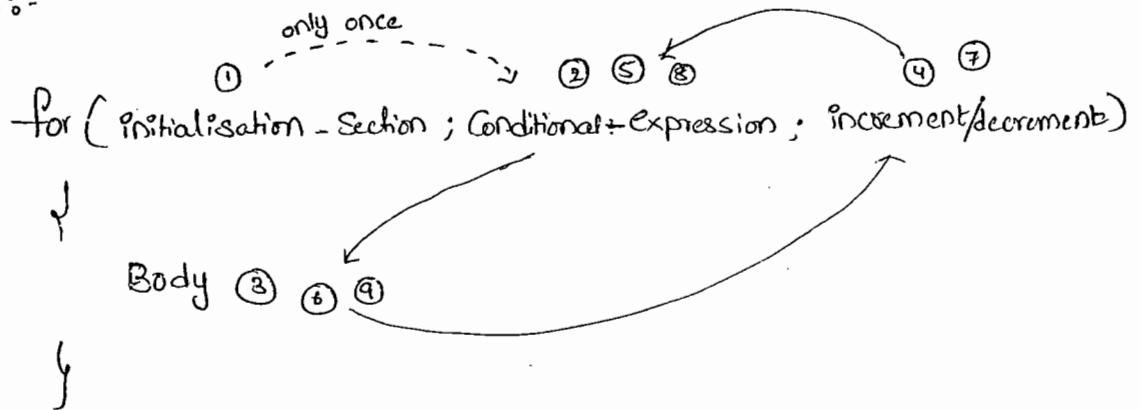 :-
only once
① ② ⑤ ⑧ ④ ⑦
for ( initialisation - Section ; Conditional - expression ; increment/decrement )
{
Body ③ ⑥ ⑨
}